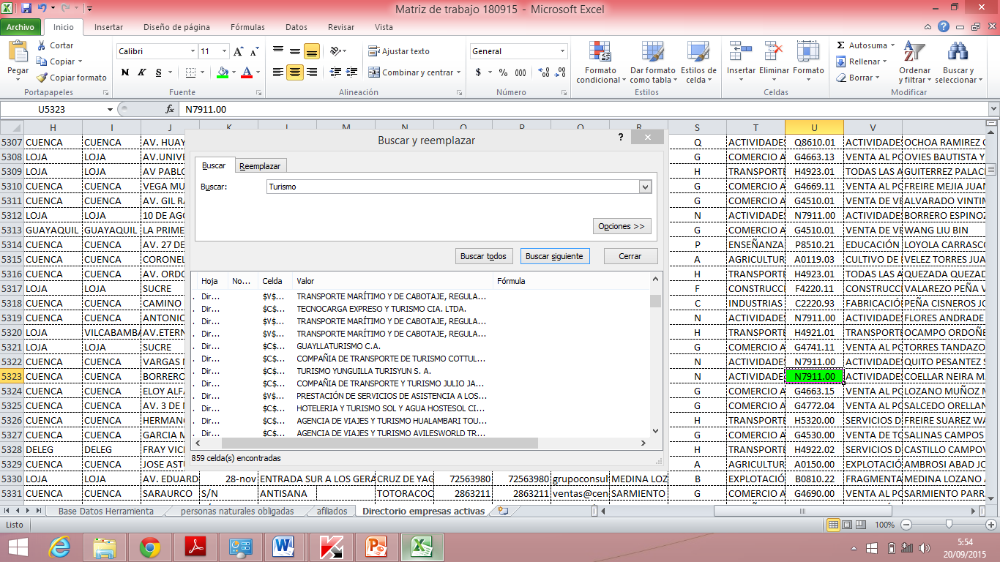 Matriz de trabajo 180915 - Microsoft Excel
Archivo Inicio Insertar Diseño de página Fórmulas Datos Revisar Vista
Pegar Cortar Copiar Copiar formato Portapapeles
Calibri 11 A A N K S A Fuente
Ajustar texto Combinar y centrar Alineación
General $ % 000 Número
Formato condicional Dar formato como tabla Estilos de celda Estilos
Insertar Eliminar Formato Celdas
Autosuma Rellenar Borrar Ordenar y filtrar Buscar y seleccionar Modificar
U5323 fx N7911.00
H I J K L M N O P Q R S T U V
5307 CUENCA CUENCA AV. HUAY Q ACTIVIDADES Q8610.01 ACTIVIDADES OCHOA RAMIREZ
5308 LOJA LOJA AV.UNIVE G COMERCIO A G4663.13 VENTA AL PO OVIES BAUTISTA Y
5309 LOJA LOJA AV PABLO H TRANSPORTE H4923.01 TODAS LAS A GUITERREZ PALAC
5310 CUENCA CUENCA VEGA MU G COMERCIO A G4669.11 VENTA AL PO FREIRE MEJIA JUAN
5311 CUENCA CUENCA AV. GIL RA G COMERCIO A G4510.01 VENTA DE VE ALVARADO VINTIM
5312 LOJA LOJA 10 DE AGO N ACTIVIDADES N7911.00 ACTIVIDADES BORRERO ESPINOZ
5313 GUAYAQUIL GUAYAQUIL LA PRIME G COMERCIO A G4510.01 VENTA DE VE WANG LIU BIN
5314 CUENCA CUENCA AV. 27 DE P ENSEÑANZA P8510.21 EDUCACIÓN LOYOLA CARRASCO
5315 CUENCA CUENCA CORONEL A AGRICULTUR A0119.03 CULTIVO DE VELEZ TORRES JUA
5316 CUENCA CUENCA AV. ORDO H TRANSPORTE H4923.01 TODAS LAS A QUEZADA QUEZAD
5317 LOJA LOJA SUCRE F CONSTRUCC F4220.11 CONSTRUCC VALAREZO PEÑA V
5318 CUENCA CUENCA CAMINO C INDUSTRIAS C2220.93 FABRICACIÓN PEÑA CISNEROS JO
5319 CUENCA CUENCA ANTONIO N ACTIVIDADES N7911.00 ACTIVIDADES FLORES ANDRADE
5320 LOJA VILCABAMBA AV.ETERN H TRANSPORTE H4921.01 TRANSPORTE OCAMPO ORDOÑE
5321 LOJA LOJA SUCRE G COMERCIO A G4741.11 VENTA AL PO TORRES TANDAZO
5322 CUENCA CUENCA VARGAS N ACTIVIDADES N7911.00 ACTIVIDADES QUITO PESANTEZ S
5323 CUENCA CUENCA BORRERO N ACTIVIDADES N7911.00 ACTIVIDADES COELLAR NEIRA M
5324 CUENCA CUENCA ELOY ALFA G COMERCIO A G4663.15 VENTA AL PO LOZANO MUÑOZ M
5325 CUENCA CUENCA AV. 3 DE G COMERCIO A G4772.04 VENTA AL PO SALCEDO ORELLAN
5326 CUENCA CUENCA HERMANO H TRANSPORTE H5320.00 SERVICIOS D FREIRE SUAREZ WA
5327 CUENCA CUENCA GARCIA M G COMERCIO A G4530.00 VENTA DE TO SALINAS CAMPOS
5328 DELEG DELEG FRAY VICE H TRANSPORTE H4922.02 SERVICIOS D CASTILLO CAMPOV
5329 CUENCA CUENCA JOSE ASTU A AGRICULTUR A0150.00 EXPLOTACIÓ AMBROSI ABAD JO
5330 LOJA LOJA AV. EDUARD 28-nov ENTRADA SUR A LOS GERA CRUZ DE YAC 72563980 72563980 grupoconsul MEDINA LOZ B EXPLOTACIÓ B0810.22 FRAGMENTA MEDINA LOZANO A
5331 CUENCA CUENCA SARAURCO S/N ANTISANA TOTORACOC 2863211 2863211 ventas@cen SARMIENTO G COMERCIO A G4690.00 VENTA AL PO SARMIENTO PARR
Buscar y reemplazar
Buscar Reemplazar
Buscar: Turismo
Opciones >>
Buscar todos Buscar siguiente Cerrar
Hoja No... Celda Valor Fórmula
Dir... $V$... TRANSPORTE MARÍTIMO Y DE CABOTAJE, REGULA...
Dir... $C$... TECNOCARGA EXPRESO Y TURISMO CIA. LTDA.
Dir... $V$... TRANSPORTE MARÍTIMO Y DE CABOTAJE, REGULA...
Dir... $V$... TRANSPORTE MARÍTIMO Y DE CABOTAJE, REGULA...
Dir... $C$... GUAYLLATURISMO C.A.
Dir... $C$... COMPAÑIA DE TRANSPORTE DE TURISMO COTTUL...
Dir... $C$... TURISMO YUNGUILLA TURISYUN S. A.
Dir... $C$... COMPAÑIA DE TRANSPORTE Y TURISMO JULIO JA...
Dir... $V$... PRESTACIÓN DE SERVICIOS DE ASISTENCIA A LOS...
Dir... $C$... HOTELERIA Y TURISMO SOL Y AGUA HOSTESOL CI...
Dir... $C$... AGENCIA DE VIAJES Y TURISMO HUALAMBARI TOU...
Dir... $C$... AGENCIA DE VIAJES Y TURISMO AVILESWORLD TR...
859 celda(s) encontradas
Base Datos Herramienta personas naturales obligadas afiliados Directorio empresas activas
Listo 100%
5:54
20/09/2015